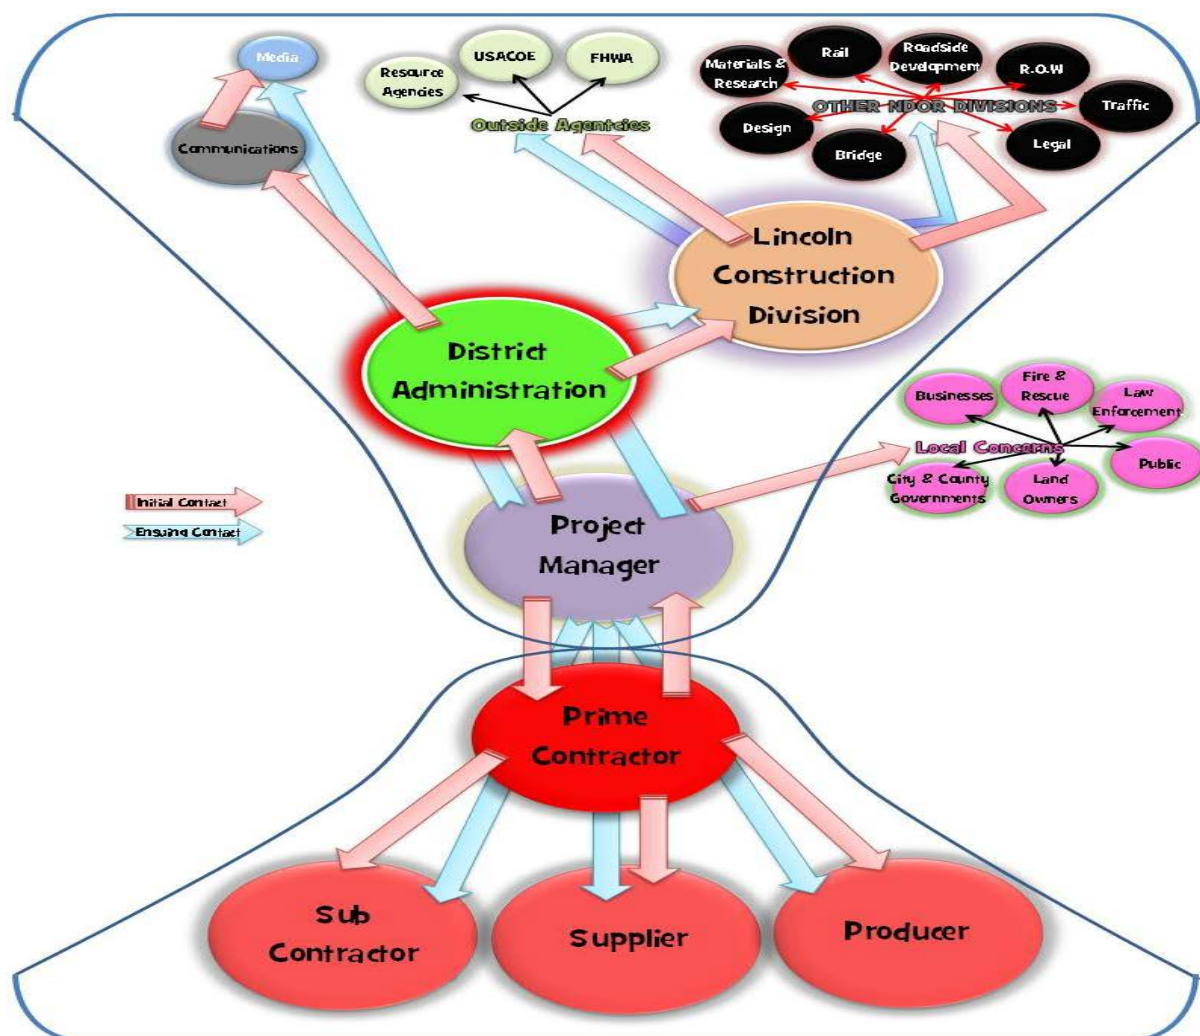 Media
Communications
Resource
Agencies
USACOE
FHWA
Outside Agentcies
Materials &
Research
Rail
Roadside
Development
R.O.W
Traffic
OTHER NDOR DIVISIONS
Design
Bridge
Legal
Lincoln
Construction
Division
District
Administration
Businesses
Fire &
Rescue
Law
Enforcement
Local Concerns
Public
City & County
Governments
Land
Owners
Initial Contact
Ensuing Contact
Project
Manager
Prime
Contractor
Sub
Contractor
Supplier
Producer